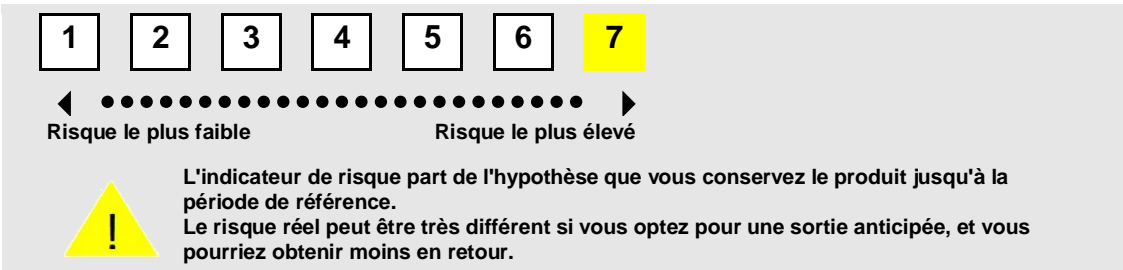 1 2 3 4 5 6 7
Risque le plus faible Risque le plus élevé
L'indicateur de risque part de l'hypothèse que vous conservez le produit jusqu'à la
période de référence.
!
Le risque réel peut être très différent si vous optez pour une sortie anticipée, et vous
pourriez obtenir moins en retour.